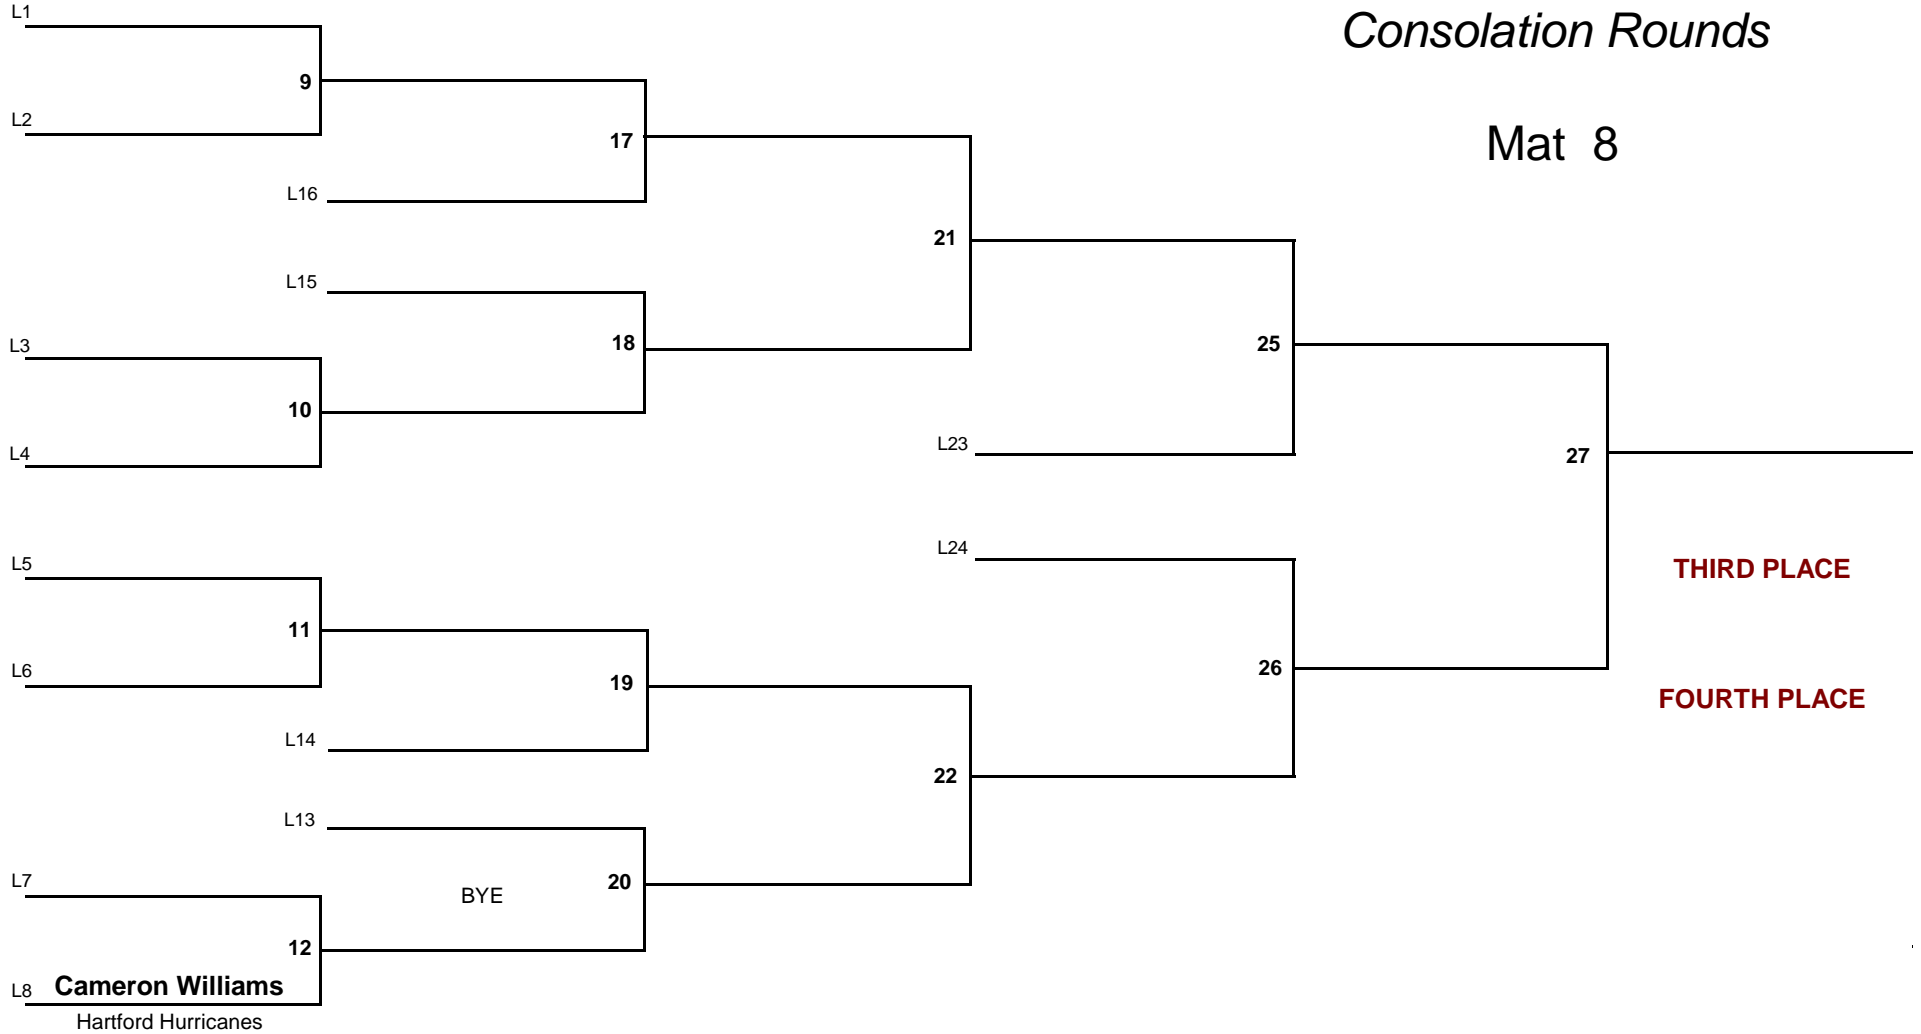 L1
Consolation Rounds
9
L2
Mat 8
17
L16
21
L15
L3
18
25
10
L4
L23
27
L24
L5
THIRD PLACE
11
L6
26
19
FOURTH PLACE
L14
22
L13
L7
BYE
20
12
L8 Cameron Williams
Hartford Hurricanes